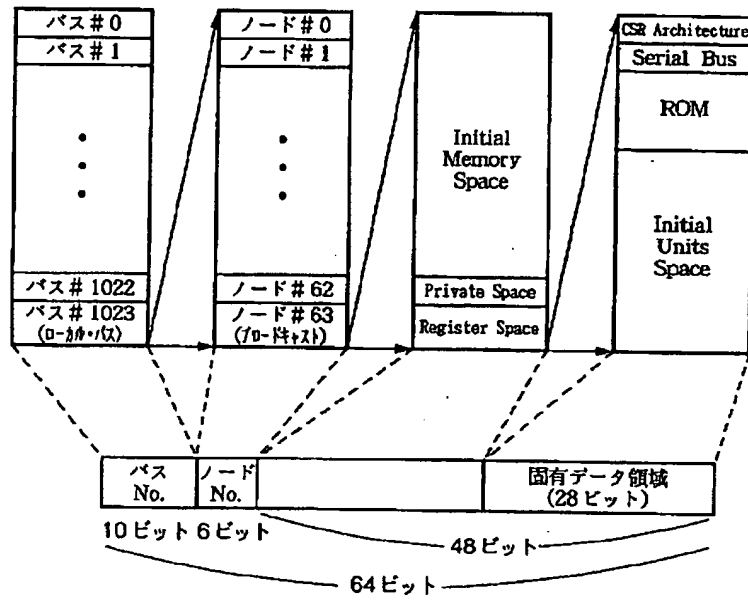 バス#0
バス#1
バス#1022
バス#1023
(ローカル・バス)
ノード#0
ノード#1
ノード#62
ノード#63
(ブロードキャスト)
Initial
Memory
Space
Private Space
Register Space
CSR Architecture
Serial Bus
ROM
Initial
Units
Space
バス
No.
ノード
No.
固有データ領域
(28ビット)
10ビット 6ビット
48ビット
64ビット